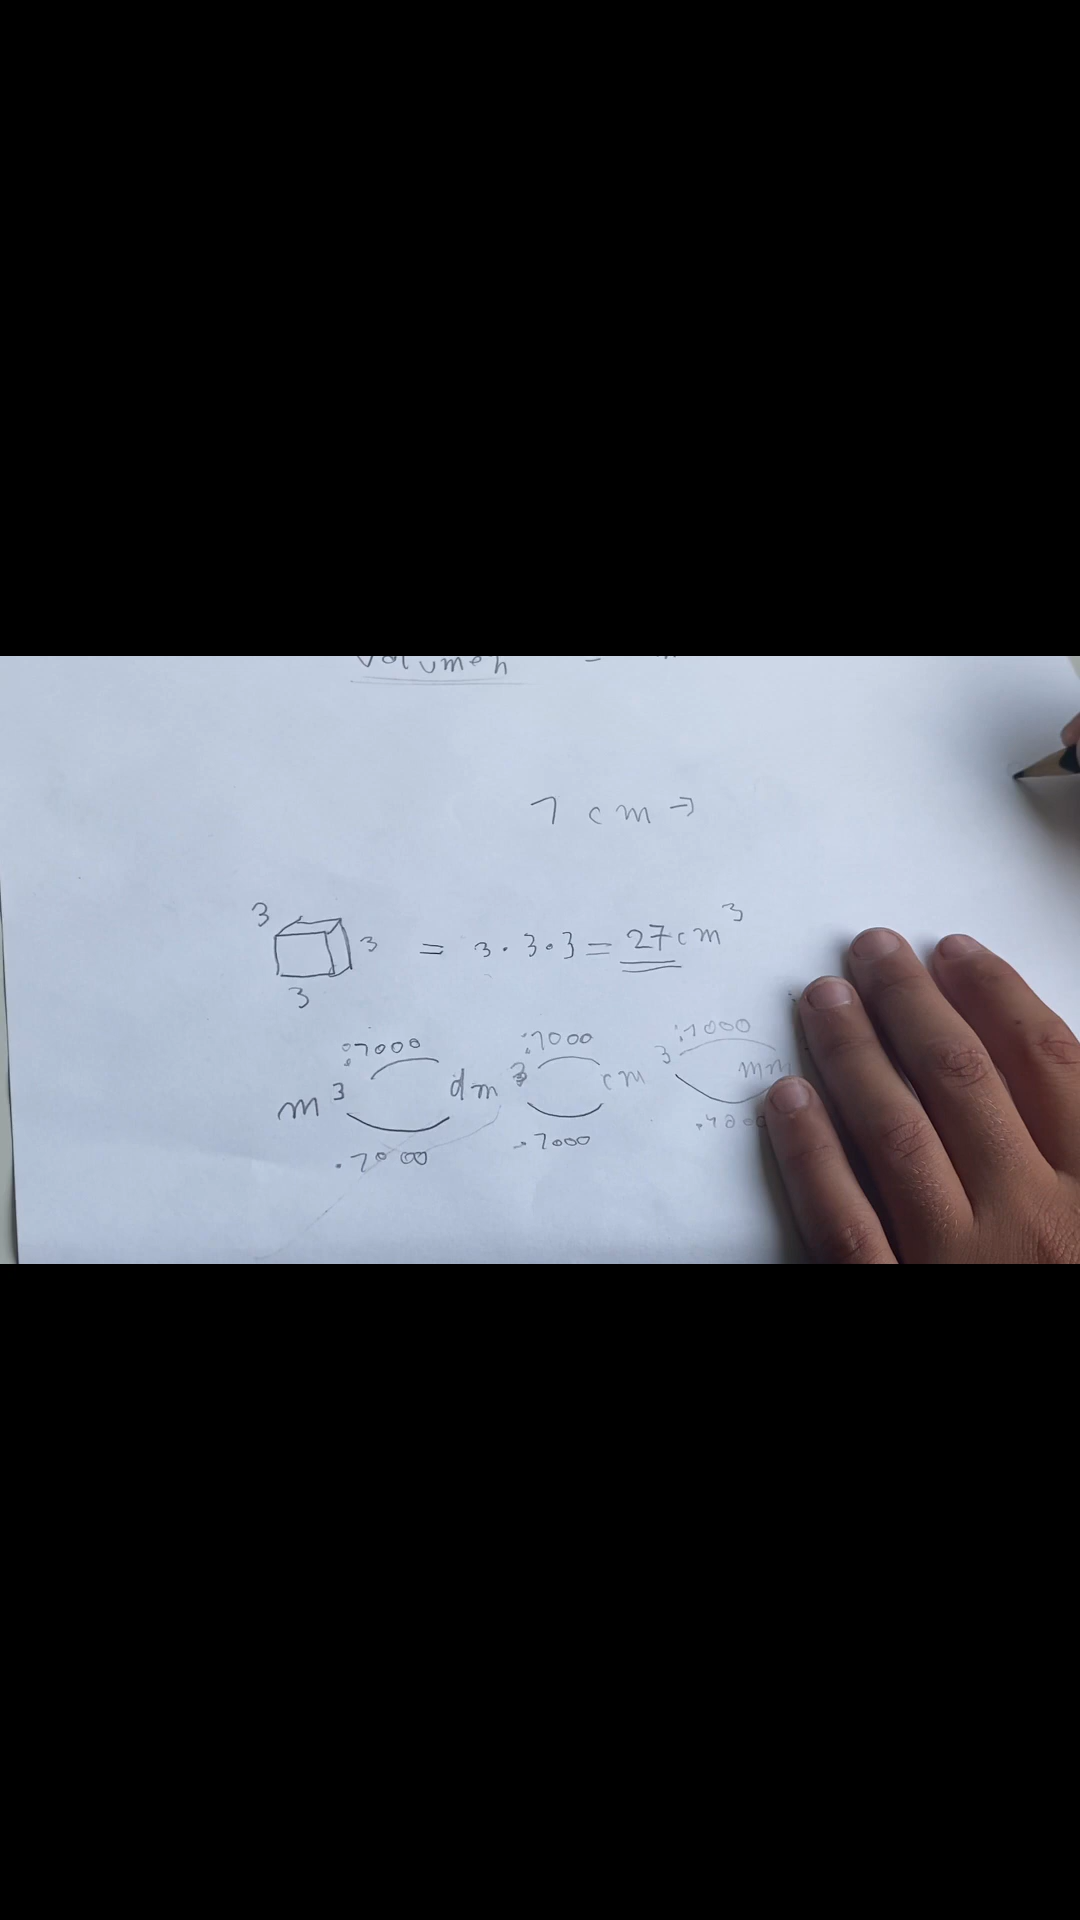 Volumen =
1 cm →
3
3 = 3 · 3 · 3 = 27 cm³
3
:1000 :1000 :1000
m³ dm³ cm³ mm
·1000 ·1000 ·1000